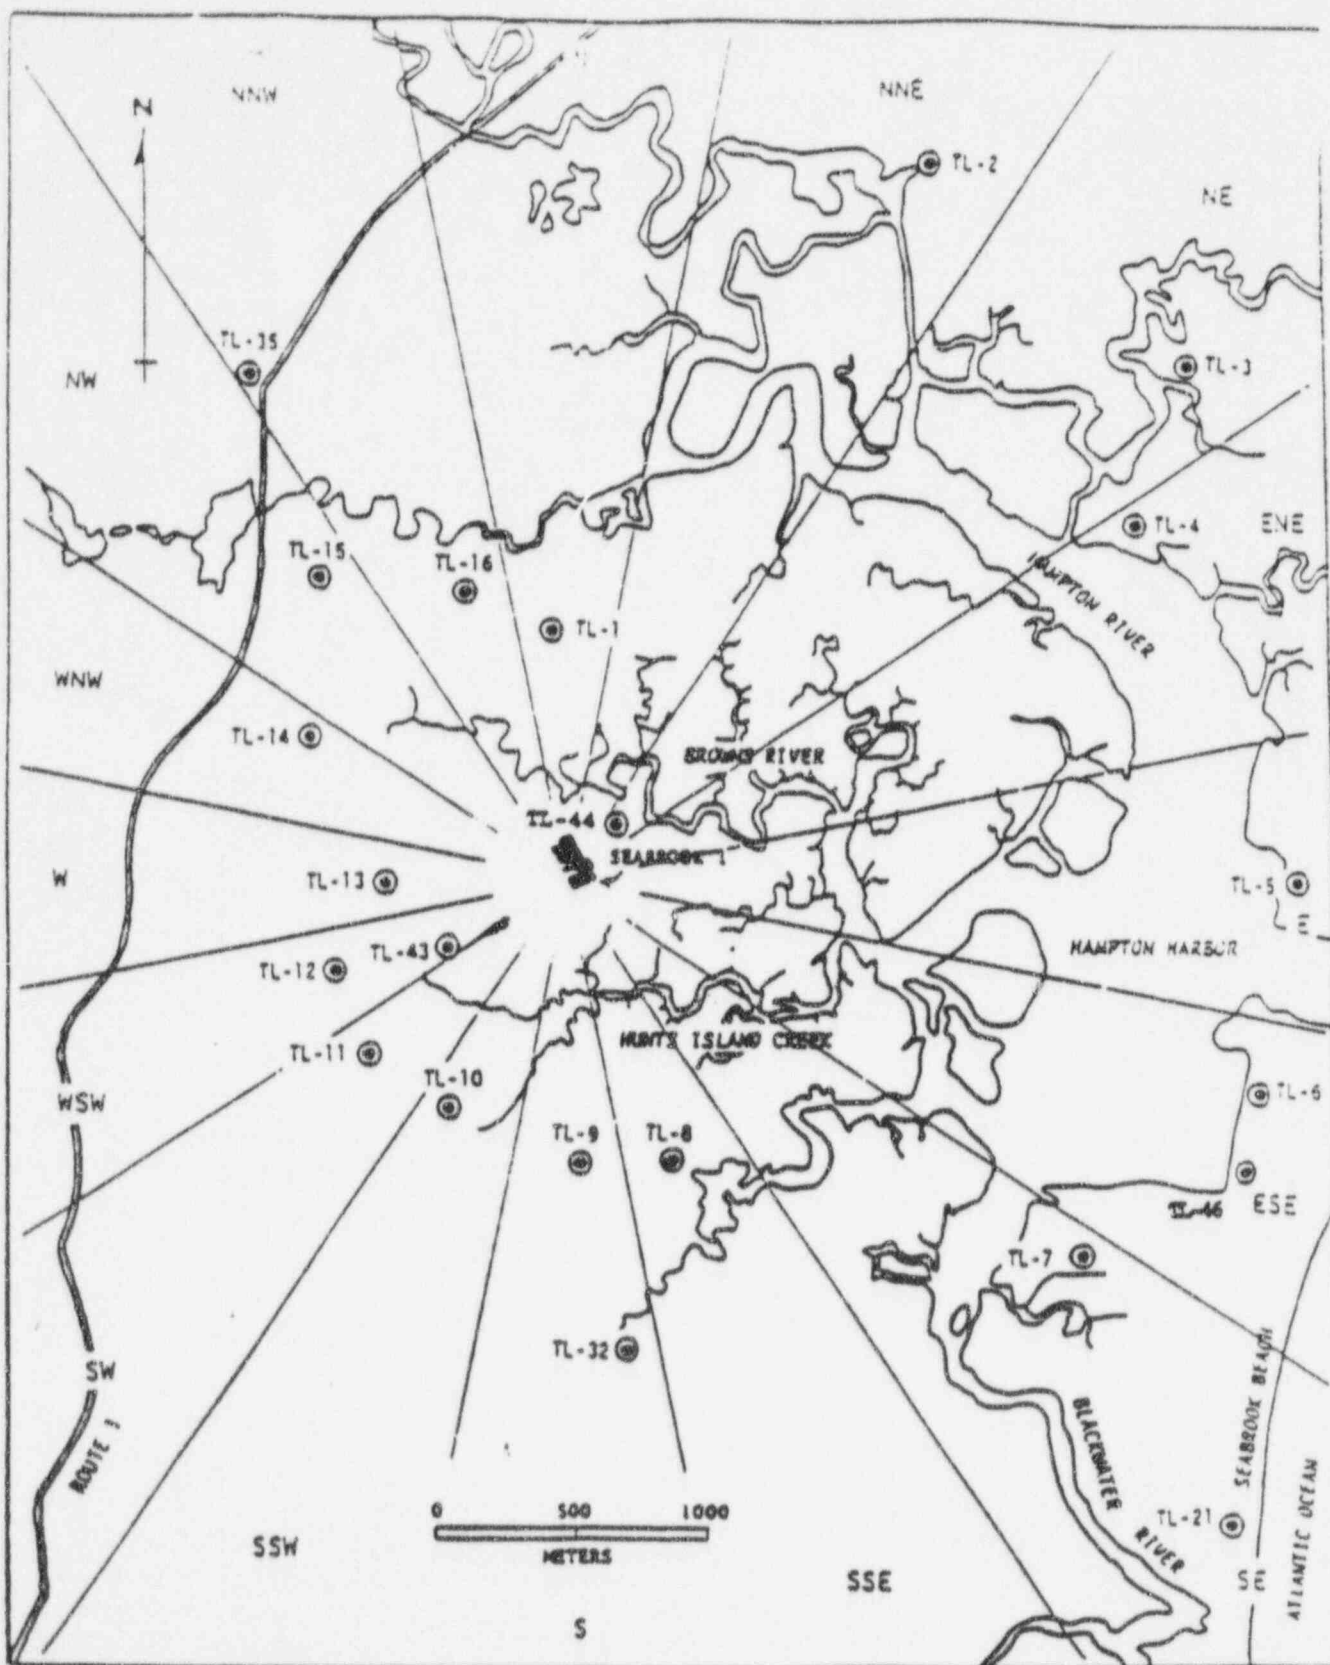 NNW
NNE
N
TL-2
NE
TL-35
NW
TL-3
TL-4
ENE
TL-15
TL-16
HAMPTON RIVER
TL-1
WNW
TL-14
BROWNS RIVER
TL-44
SEABROOK
W
TL-13
TL-5
E
TL-43
TL-12
HAMPTON HARBOR
HUNTS ISLAND CREEK
TL-11
TL-10
WSW
TL-6
TL-9
TL-8
TL-46
ESE
TL-7
TL-32
SW
ROUTE 1
SEABROOK BEACH
BLACKWATER RIVER
ATLANTIC OCEAN
0 500 1000
METERS
TL-21
SSW
SSE
SE
S